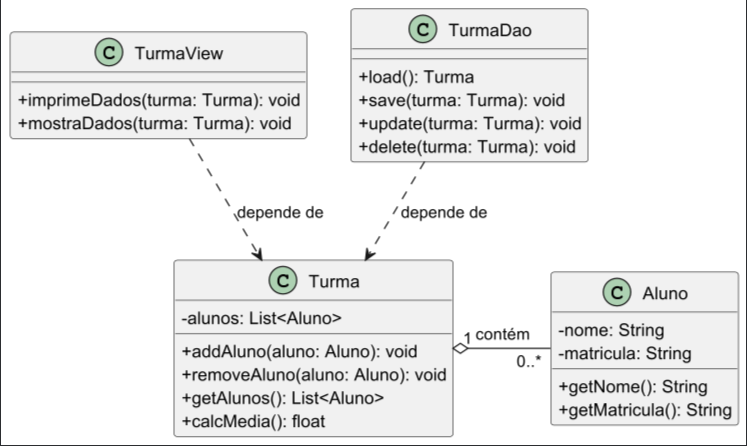 C TurmaView
+imprimeDados(turma: Turma): void
+mostraDados(turma: Turma): void
C TurmaDao
+load(): Turma
+save(turma: Turma): void
+update(turma: Turma): void
+delete(turma: Turma): void
depende de
depende de
C Turma
-alunos: List<Aluno>
+addAluno(aluno: Aluno): void
+removeAluno(aluno: Aluno): void
+getAlunos(): List<Aluno>
+calcMedia(): float
1 contém
0..*
C Aluno
-nome: String
-matricula: String
+getNome(): String
+getMatricula(): String